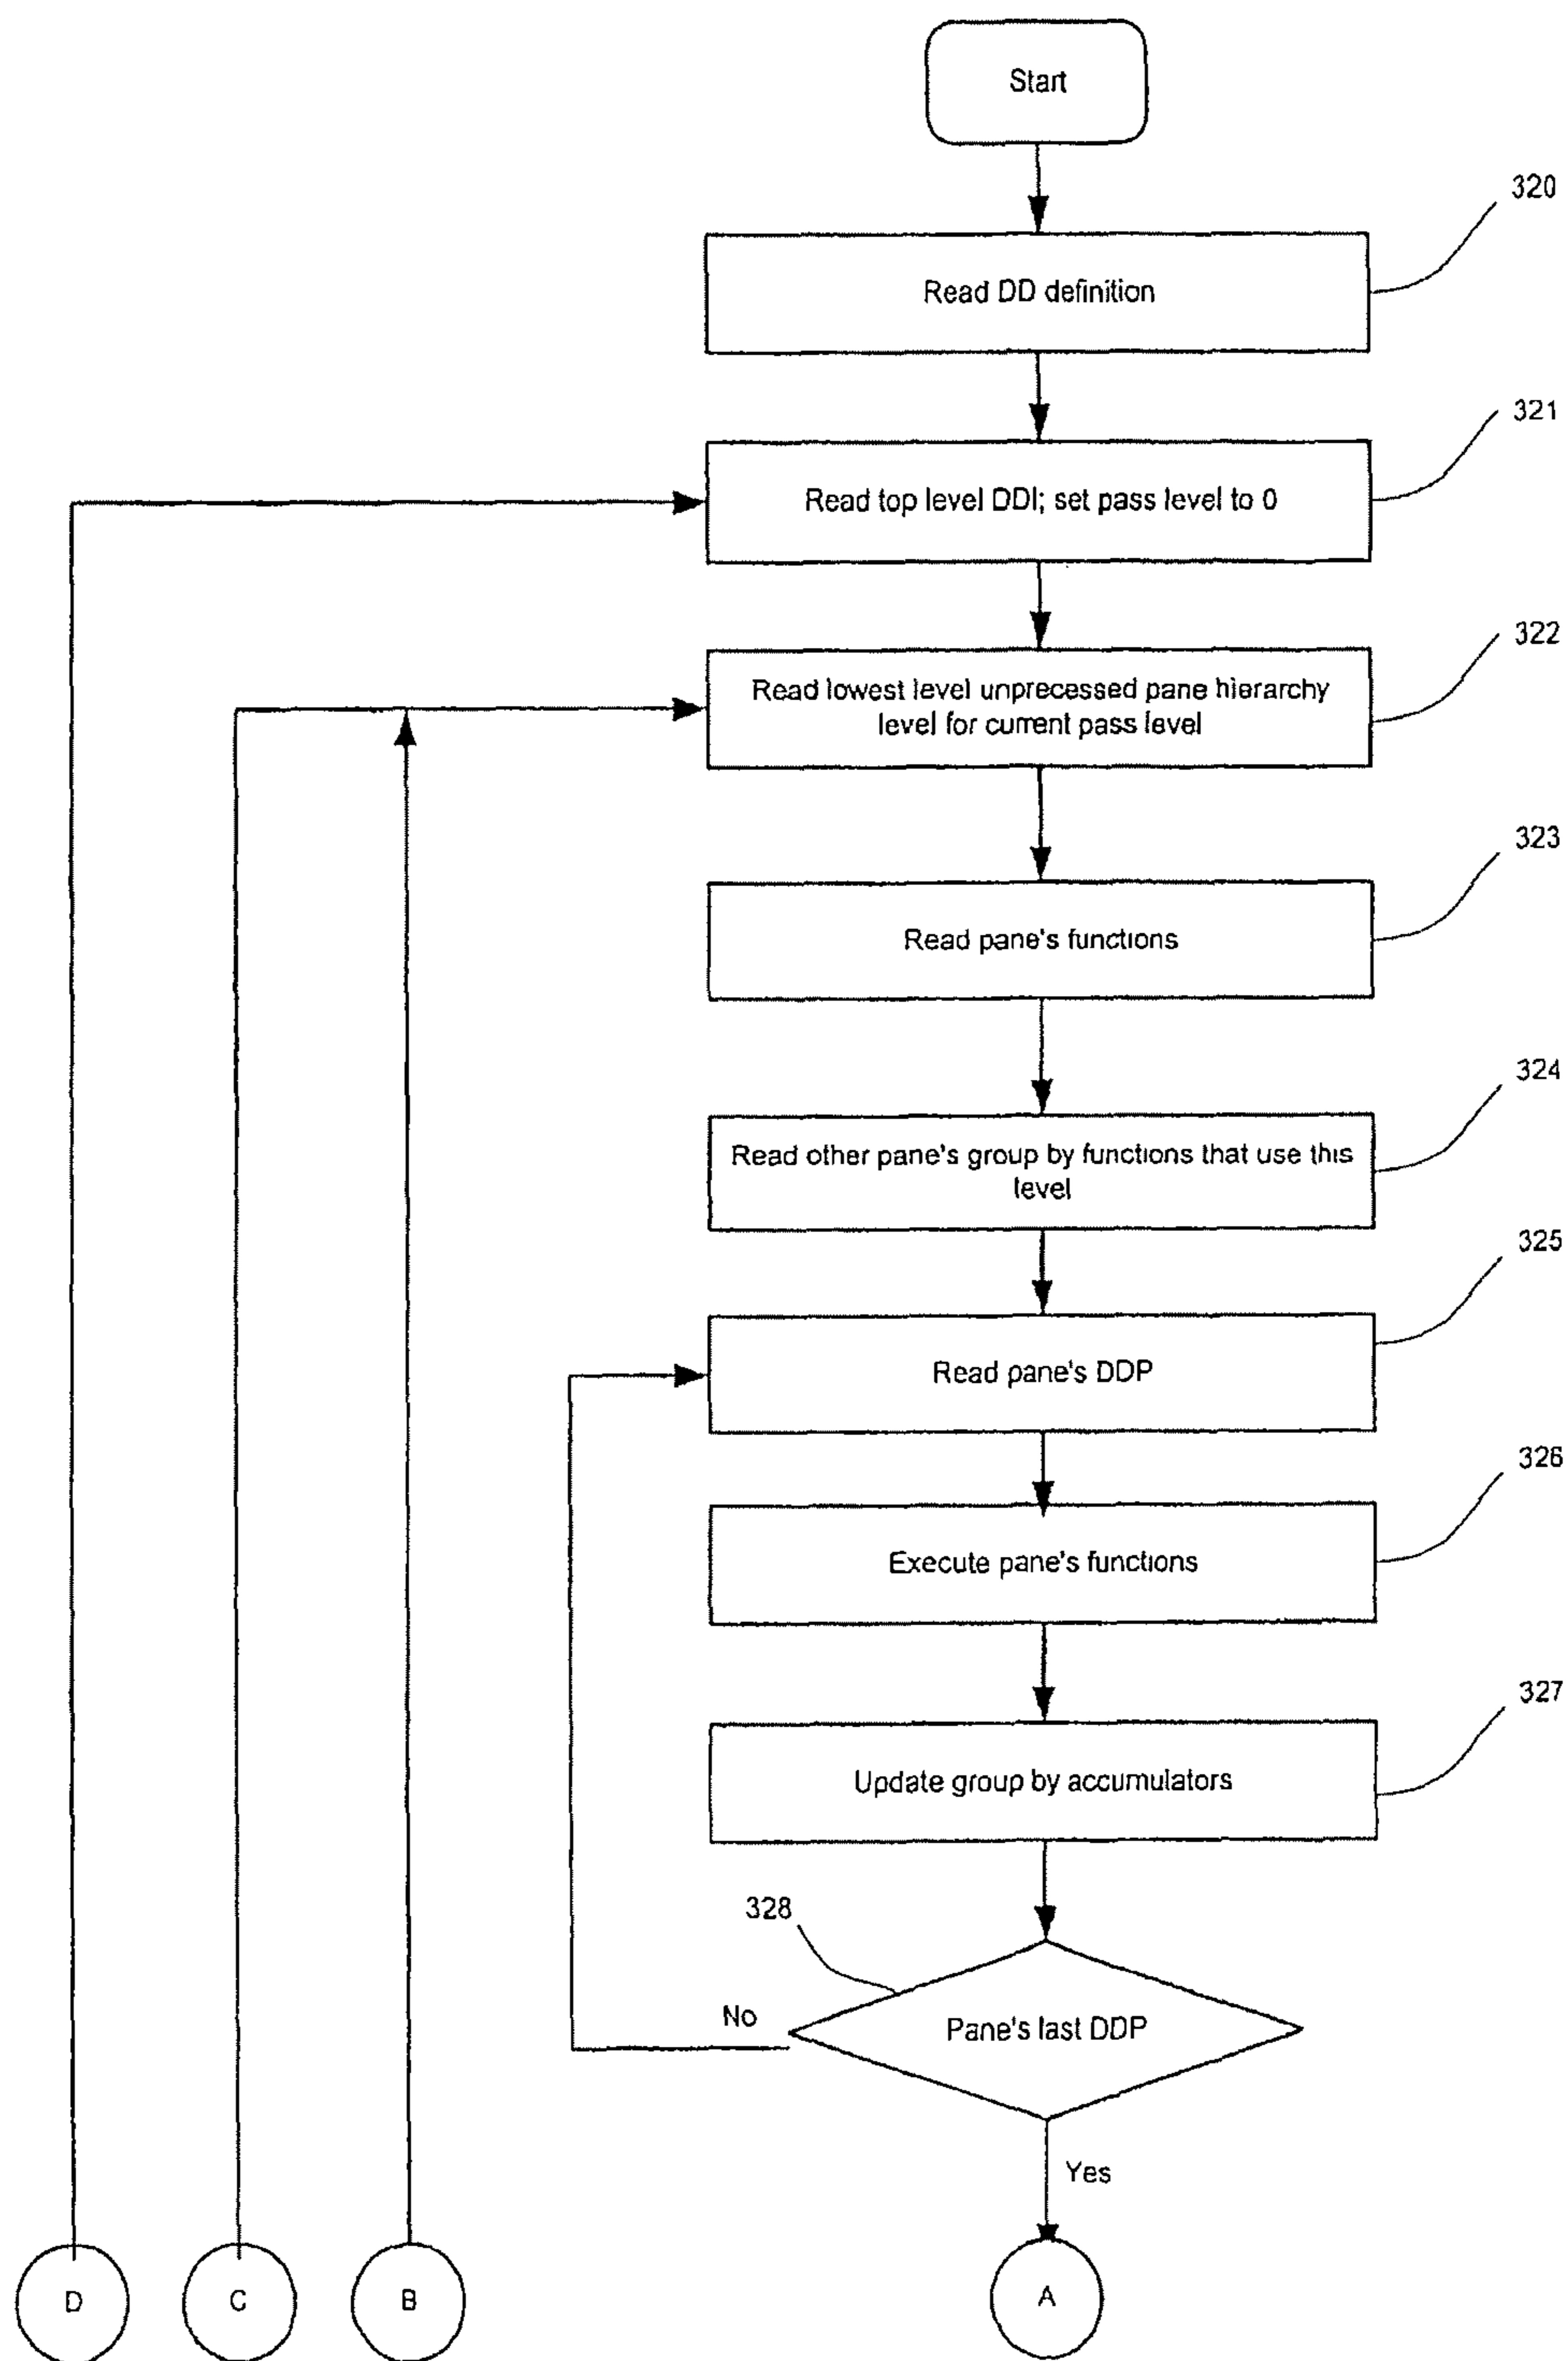 Start
320
Read DD definition
321
Read top level DDI; set pass level to 0
322
Read lowest level unprecessed pane hierarchy
level for current pass level
323
Read pane's functions
324
Read other pane's group by functions that use this
level
325
Read pane's DDP
326
Execute pane's functions
327
Update group by accumulators
328
No
Pane's last DDP
Yes
D
C
B
A